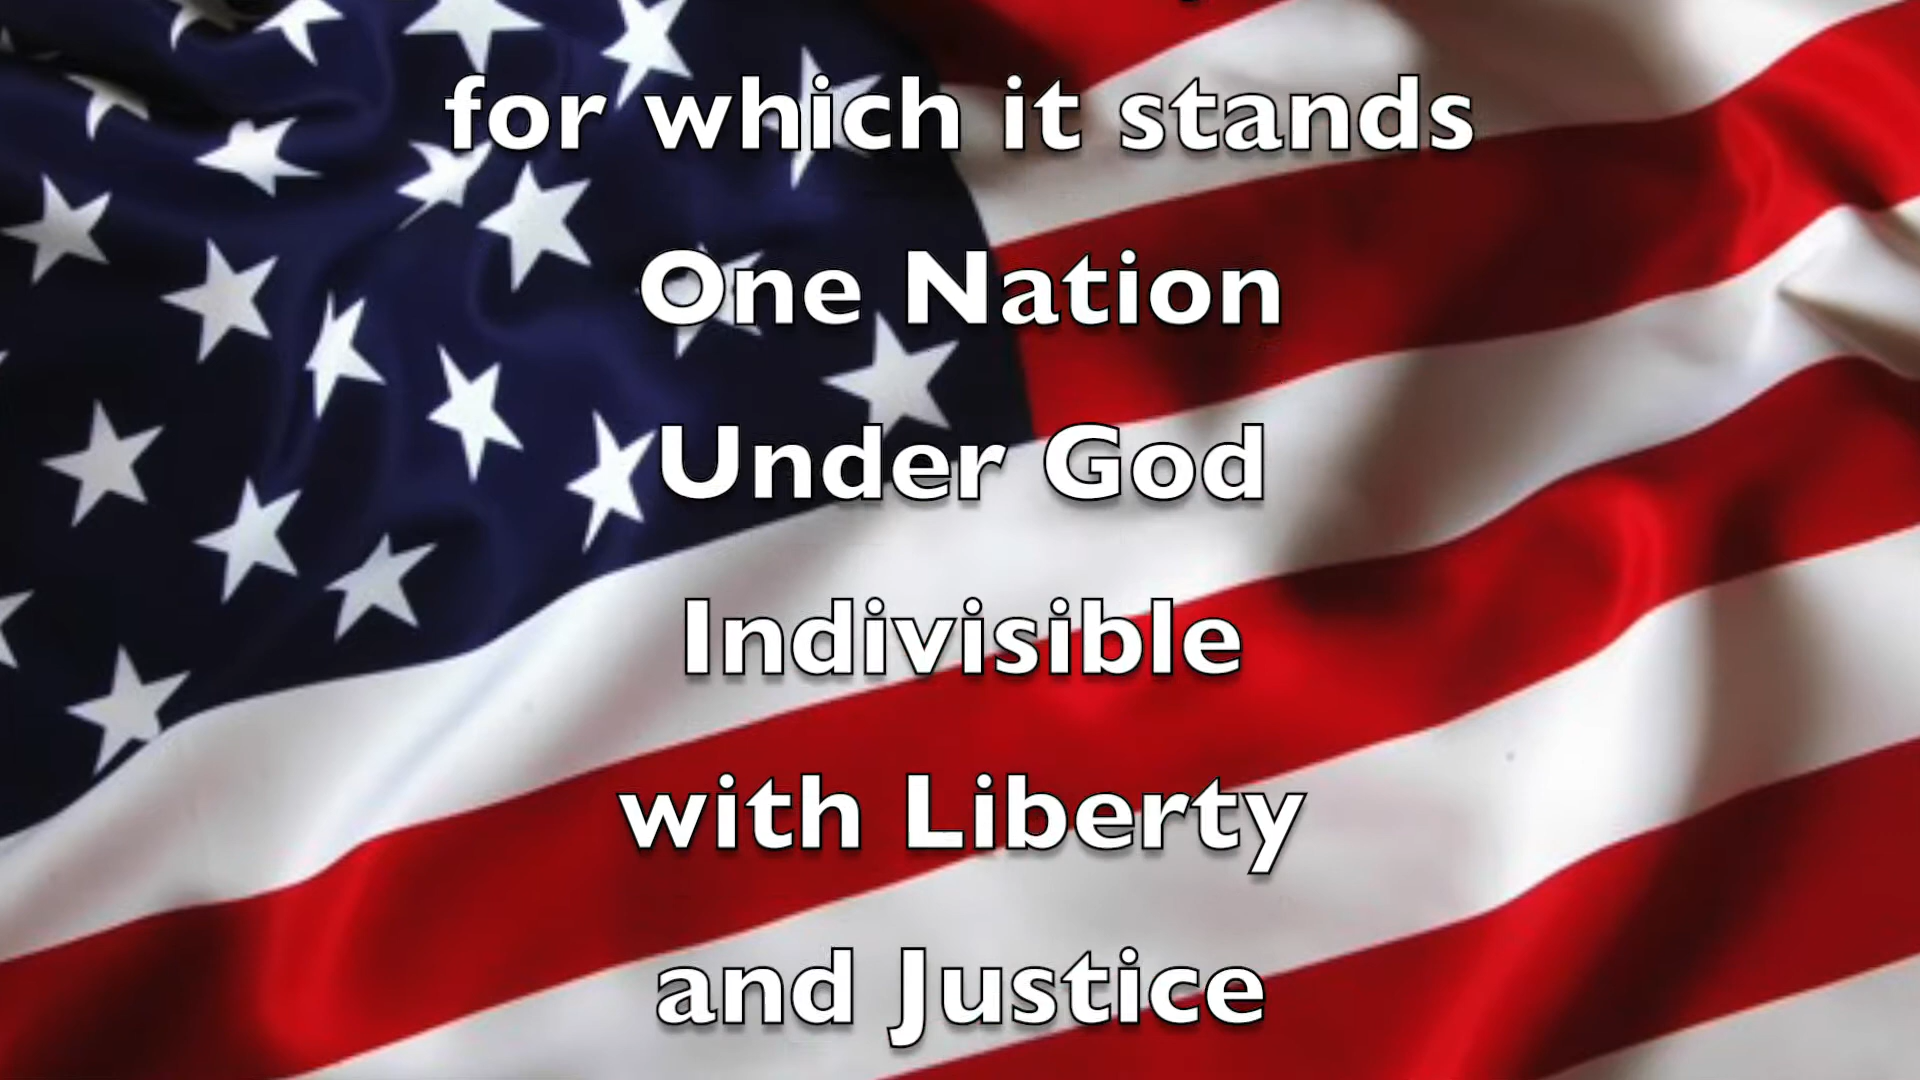 for which it stands
One Nation
Under God
Indivisible
with Liberty
and Justice